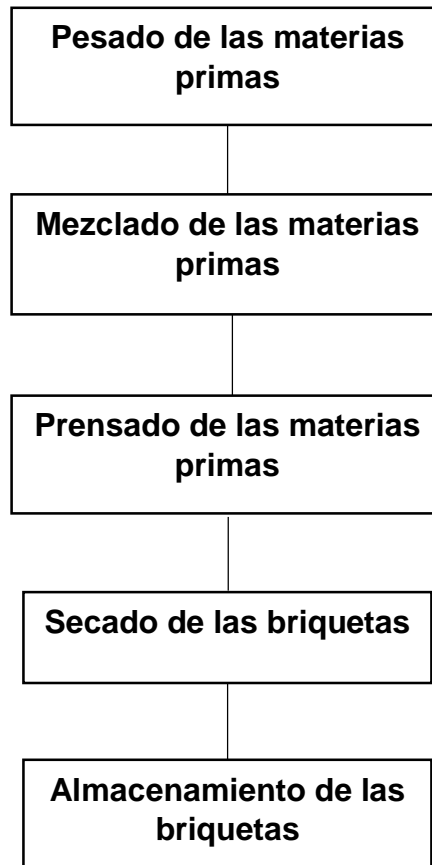 Pesado de las materias
primas
Mezclado de las materias
primas
Prensado de las materias
primas
Secado de las briquetas
Almacenamiento de las
briquetas